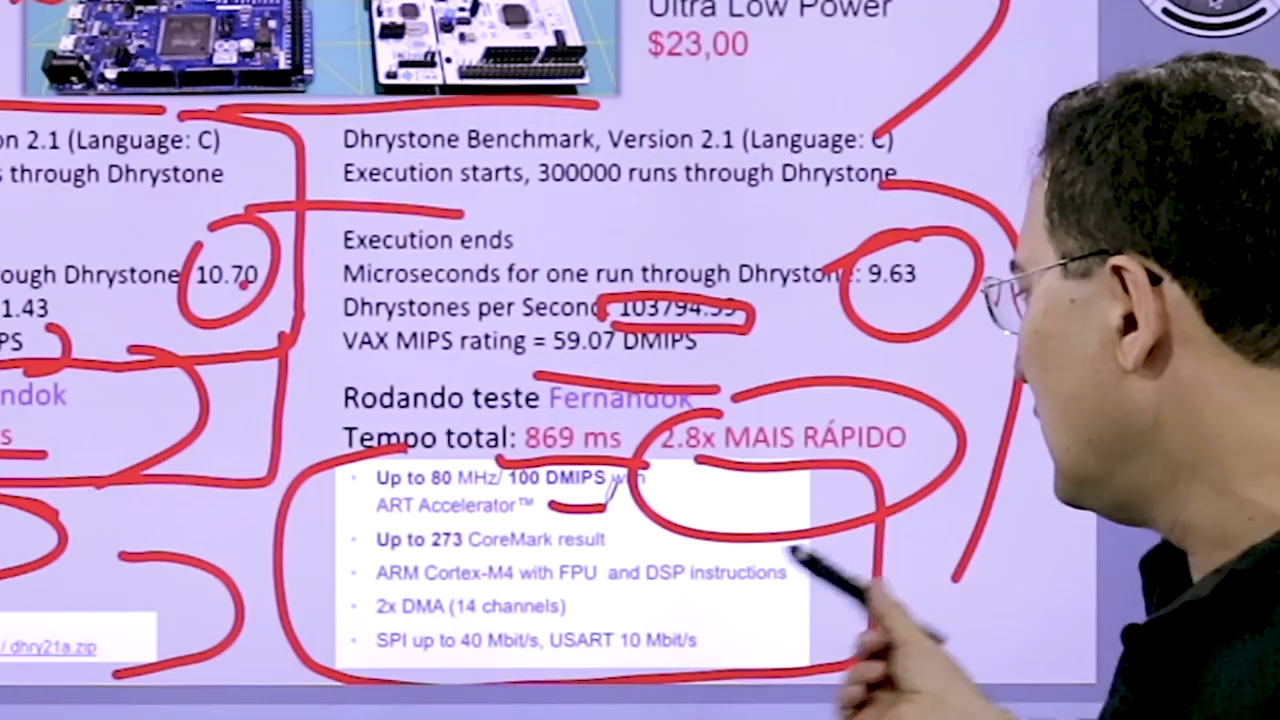 Ultra Low Power
$23,00
on 2.1 (Language: C)
s through Dhrystone
ough Dhrystone: 10.70
1.43
PS
ndok
s
/ dhry21a.zip
Dhrystone Benchmark, Version 2.1 (Language: C)
Execution starts, 300000 runs through Dhrystone
Execution ends
Microseconds for one run through Dhrystone: 9.63
Dhrystones per Second: 103794.
VAX MIPS rating = 59.07 DMIPS
Rodando teste Fernandok
Tempo total: 869 ms 2.8x MAIS RÁPIDO
· Up to 80 MHz/ 100 DMIPS with
ART Accelerator™
· Up to 273 CoreMark result
· ARM Cortex-M4 with FPU and DSP instructions
· 2x DMA (14 channels)
· SPI up to 40 Mbit/s, USART 10 Mbit/s